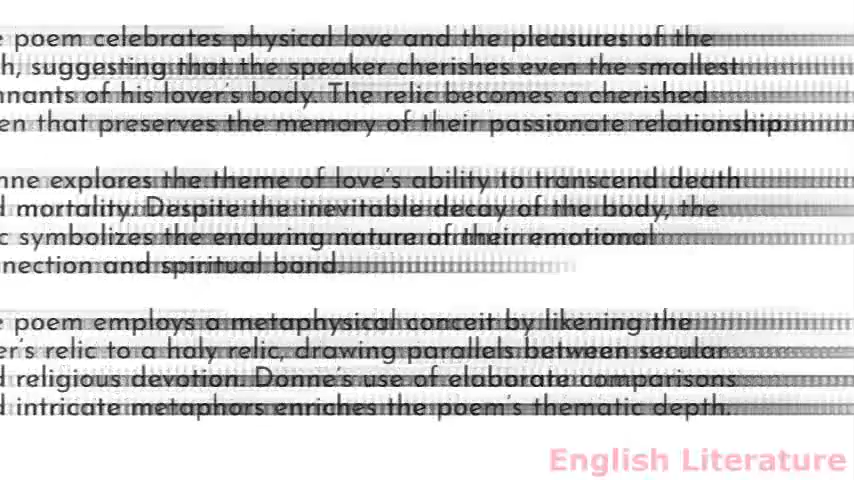 poem celebrates physical love and the pleasures of the
h, suggesting that the speaker cherishes even the smallest
nnants of his lover's body. The relic becomes a cherished
en that preserves the memory of their passionate relationship.
nne explores the theme of love's ability to transcend death
mortality. Despite the inevitable decay of the body, the
c symbolizes the enduring nature of their emotional
nection and spiritual bond.
poem employs a metaphysical conceit by likening the
er's relic to a holy relic, drawing parallels between secular
religious devotion. Donne's use of elaborate comparisons
intricate metaphors enriches the poem's thematic depth.
English Literature